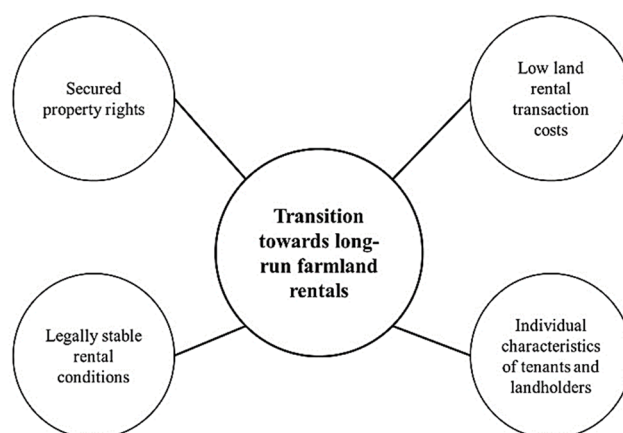 Secured
property rights
Low land
rental
transaction
costs
Transition
towards long-
run farmland
rentals
Legally stable
rental
conditions
Individual
characteristics
of tenants and
landholders